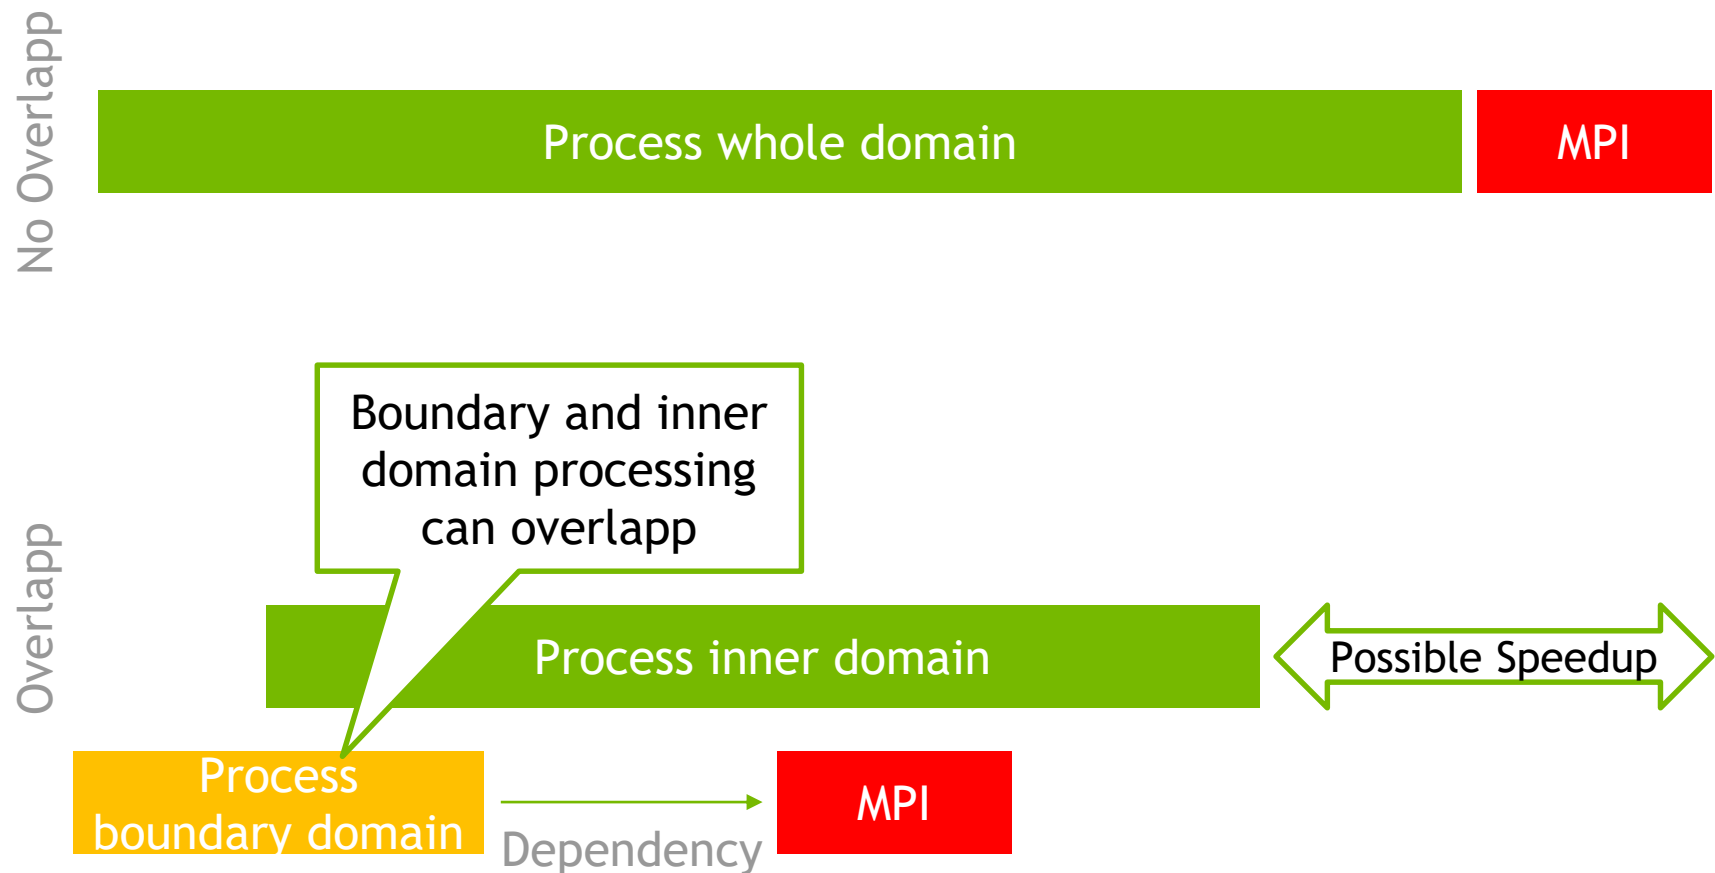 No Overlapp
Process whole domain
MPI
Boundary and inner
domain processing
can overlapp
Overlapp
Process inner domain
Possible Speedup
Process
boundary domain
Dependency
MPI